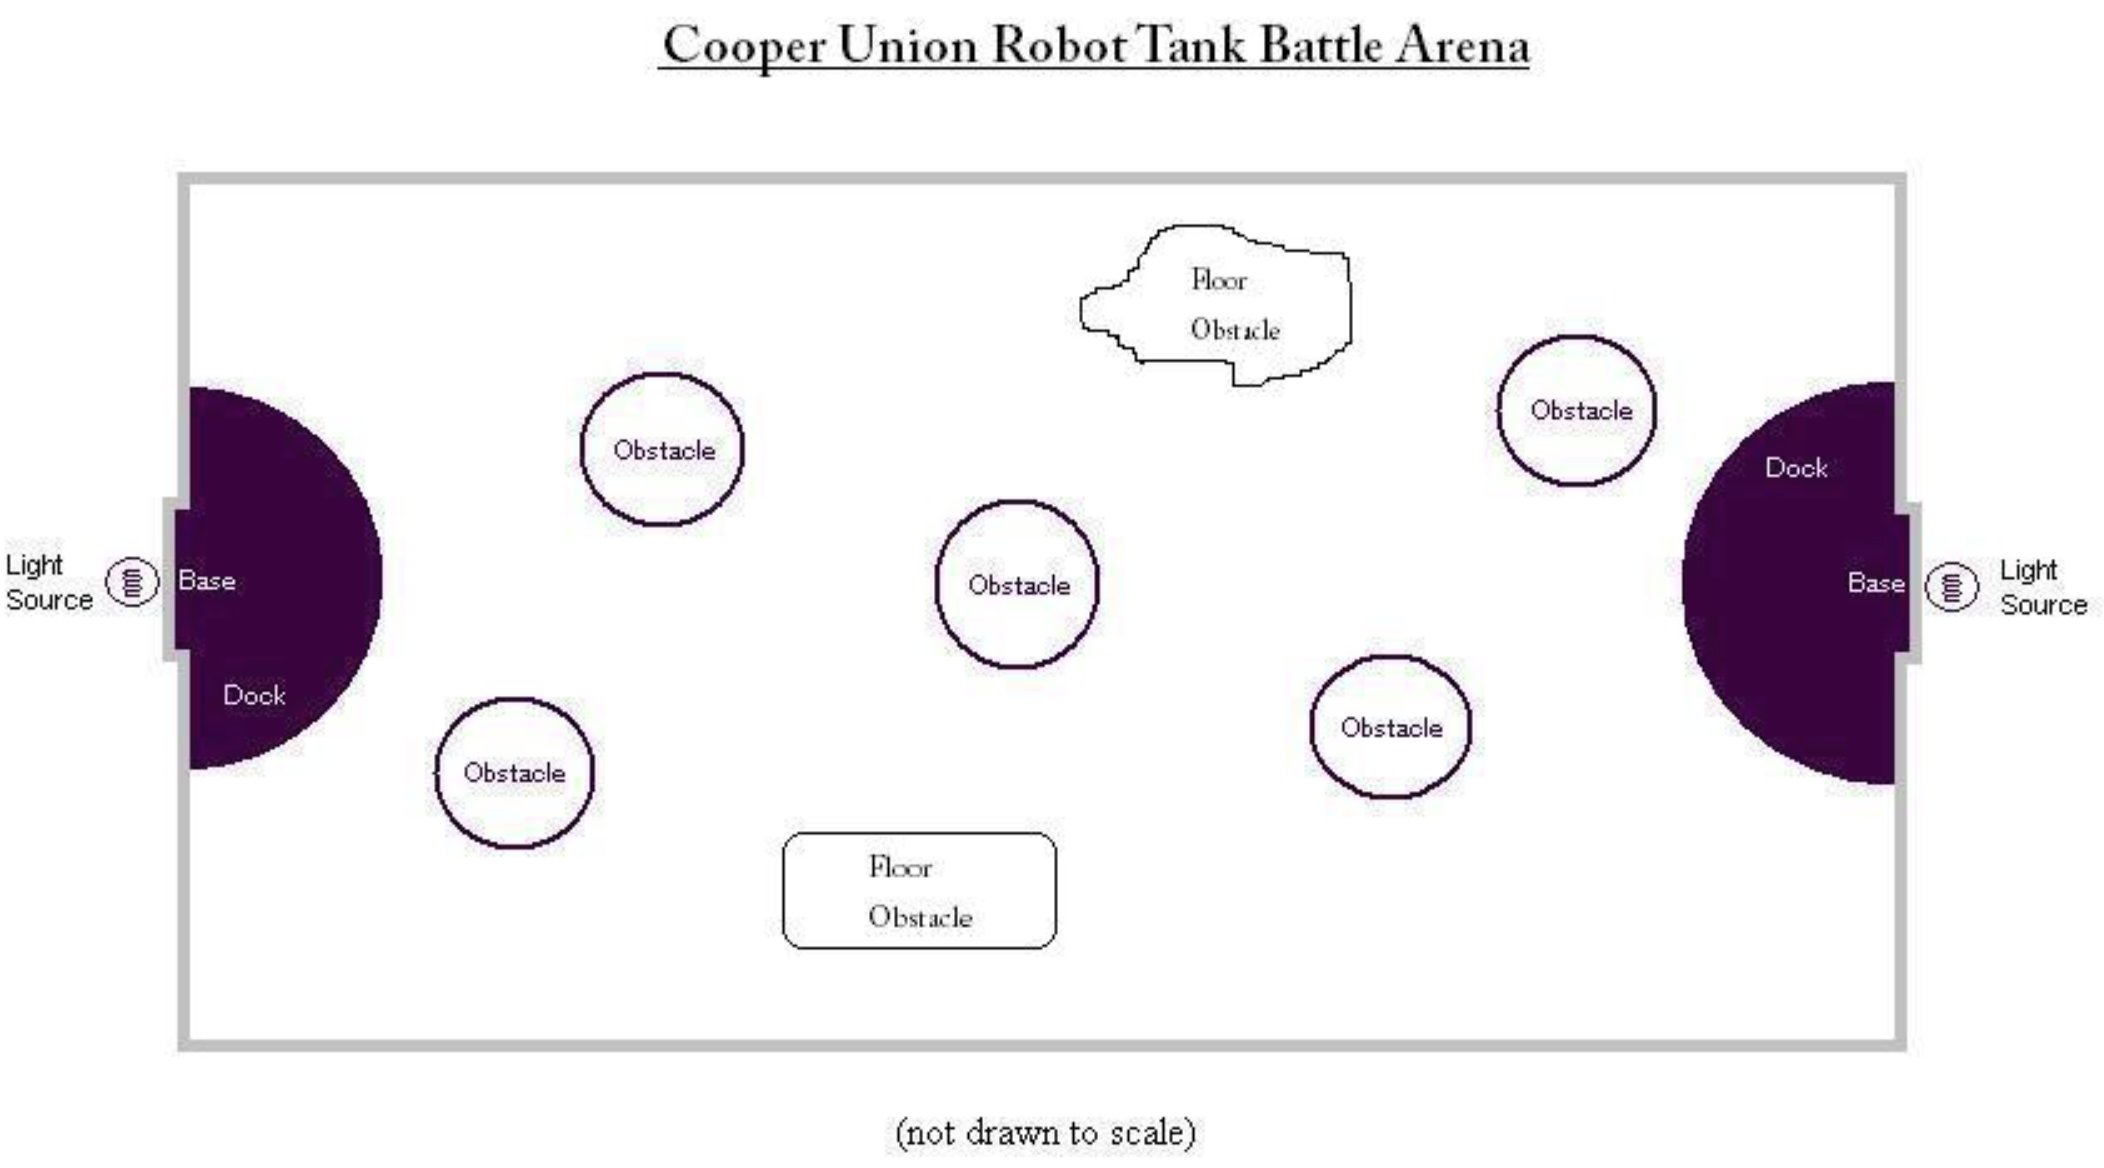 Cooper Union Robot Tank Battle Arena
Floor
Obstacle
Obstacle
Obstacle
Dock
Light
Source
Base
Obstacle
Base
Light
Source
Dock
Obstacle
Obstacle
Floor
Obstacle
(not drawn to scale)